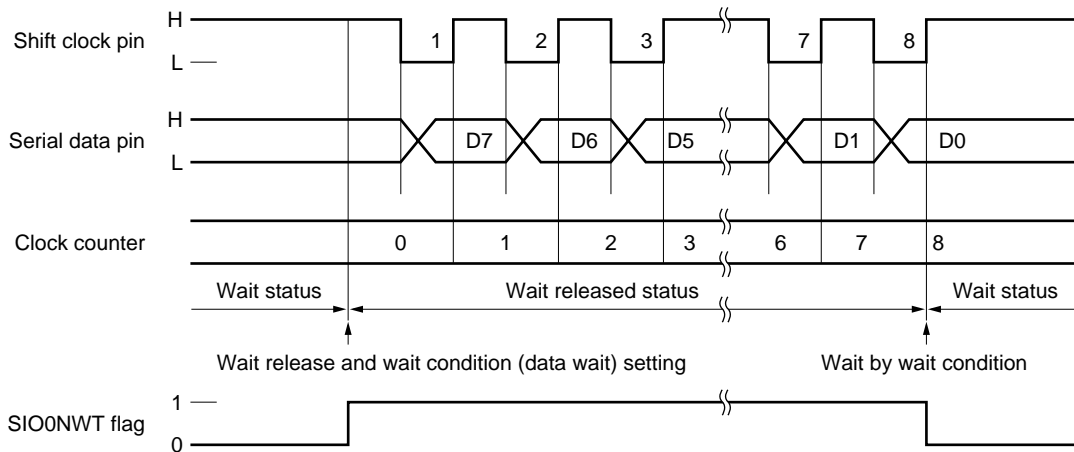 H
Shift clock pin 1 2 3 7 8
L
H
Serial data pin D7 D6 D5 D1 D0
L
Clock counter 0 1 2 3 6 7 8
Wait status Wait released status Wait status
Wait release and wait condition (data wait) setting Wait by wait condition
1
SIO0NWT flag
0